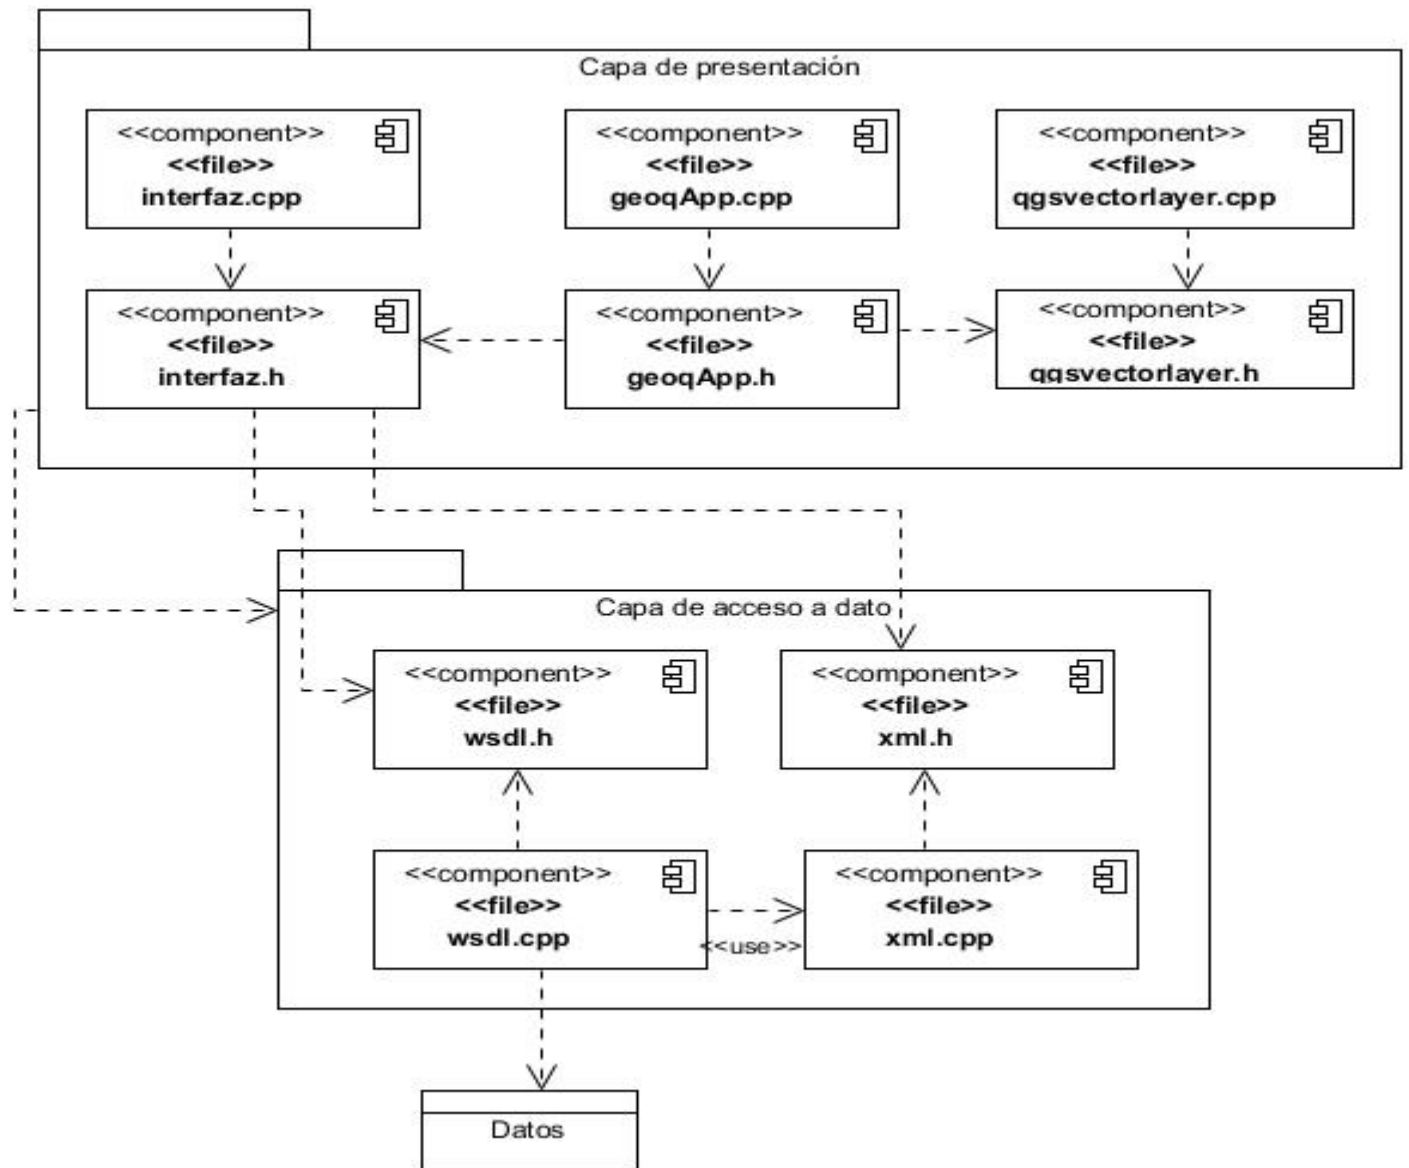 Capa de presentación
<<component>>
<<file>>
interfaz.cpp
<<component>>
<<file>>
geoqApp.cpp
<<component>>
<<file>>
qgsvectorlayer.cpp
<<component>>
<<file>>
interfaz.h
<<component>>
<<file>>
geoqApp.h
<<component>>
<<file>>
qgsvectorlayer.h
Capa de acceso a dato
<<component>>
<<file>>
wsdl.h
<<component>>
<<file>>
xml.h
<<component>>
<<file>>
wsdl.cpp
<<use>>
<<component>>
<<file>>
xml.cpp
Datos